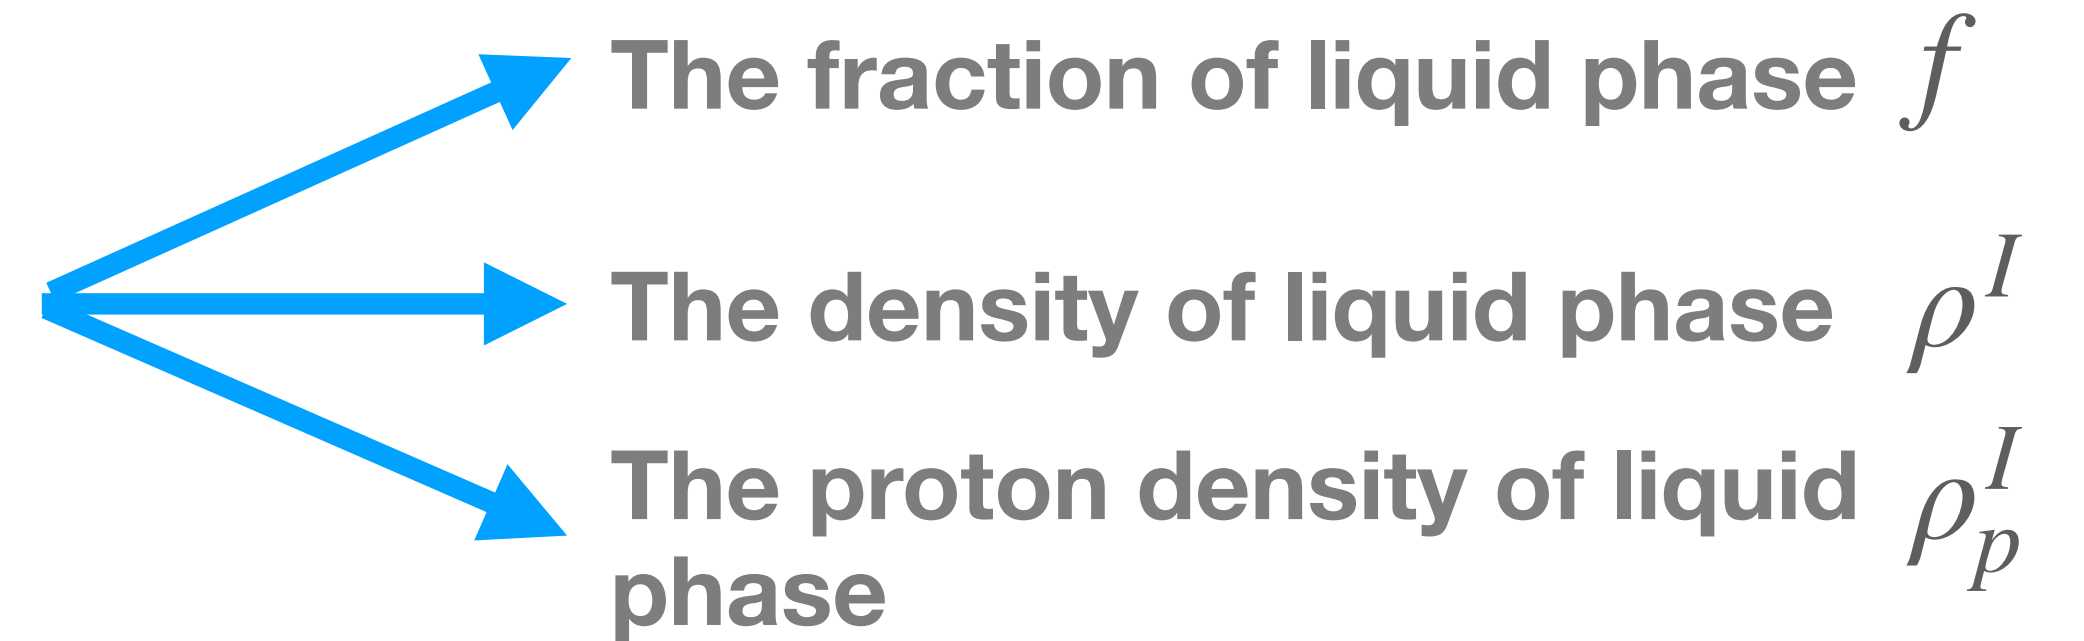 The fraction of liquid phase f
The density of liquid phase ρ^I
The proton density of liquid ρ_p^I
phase